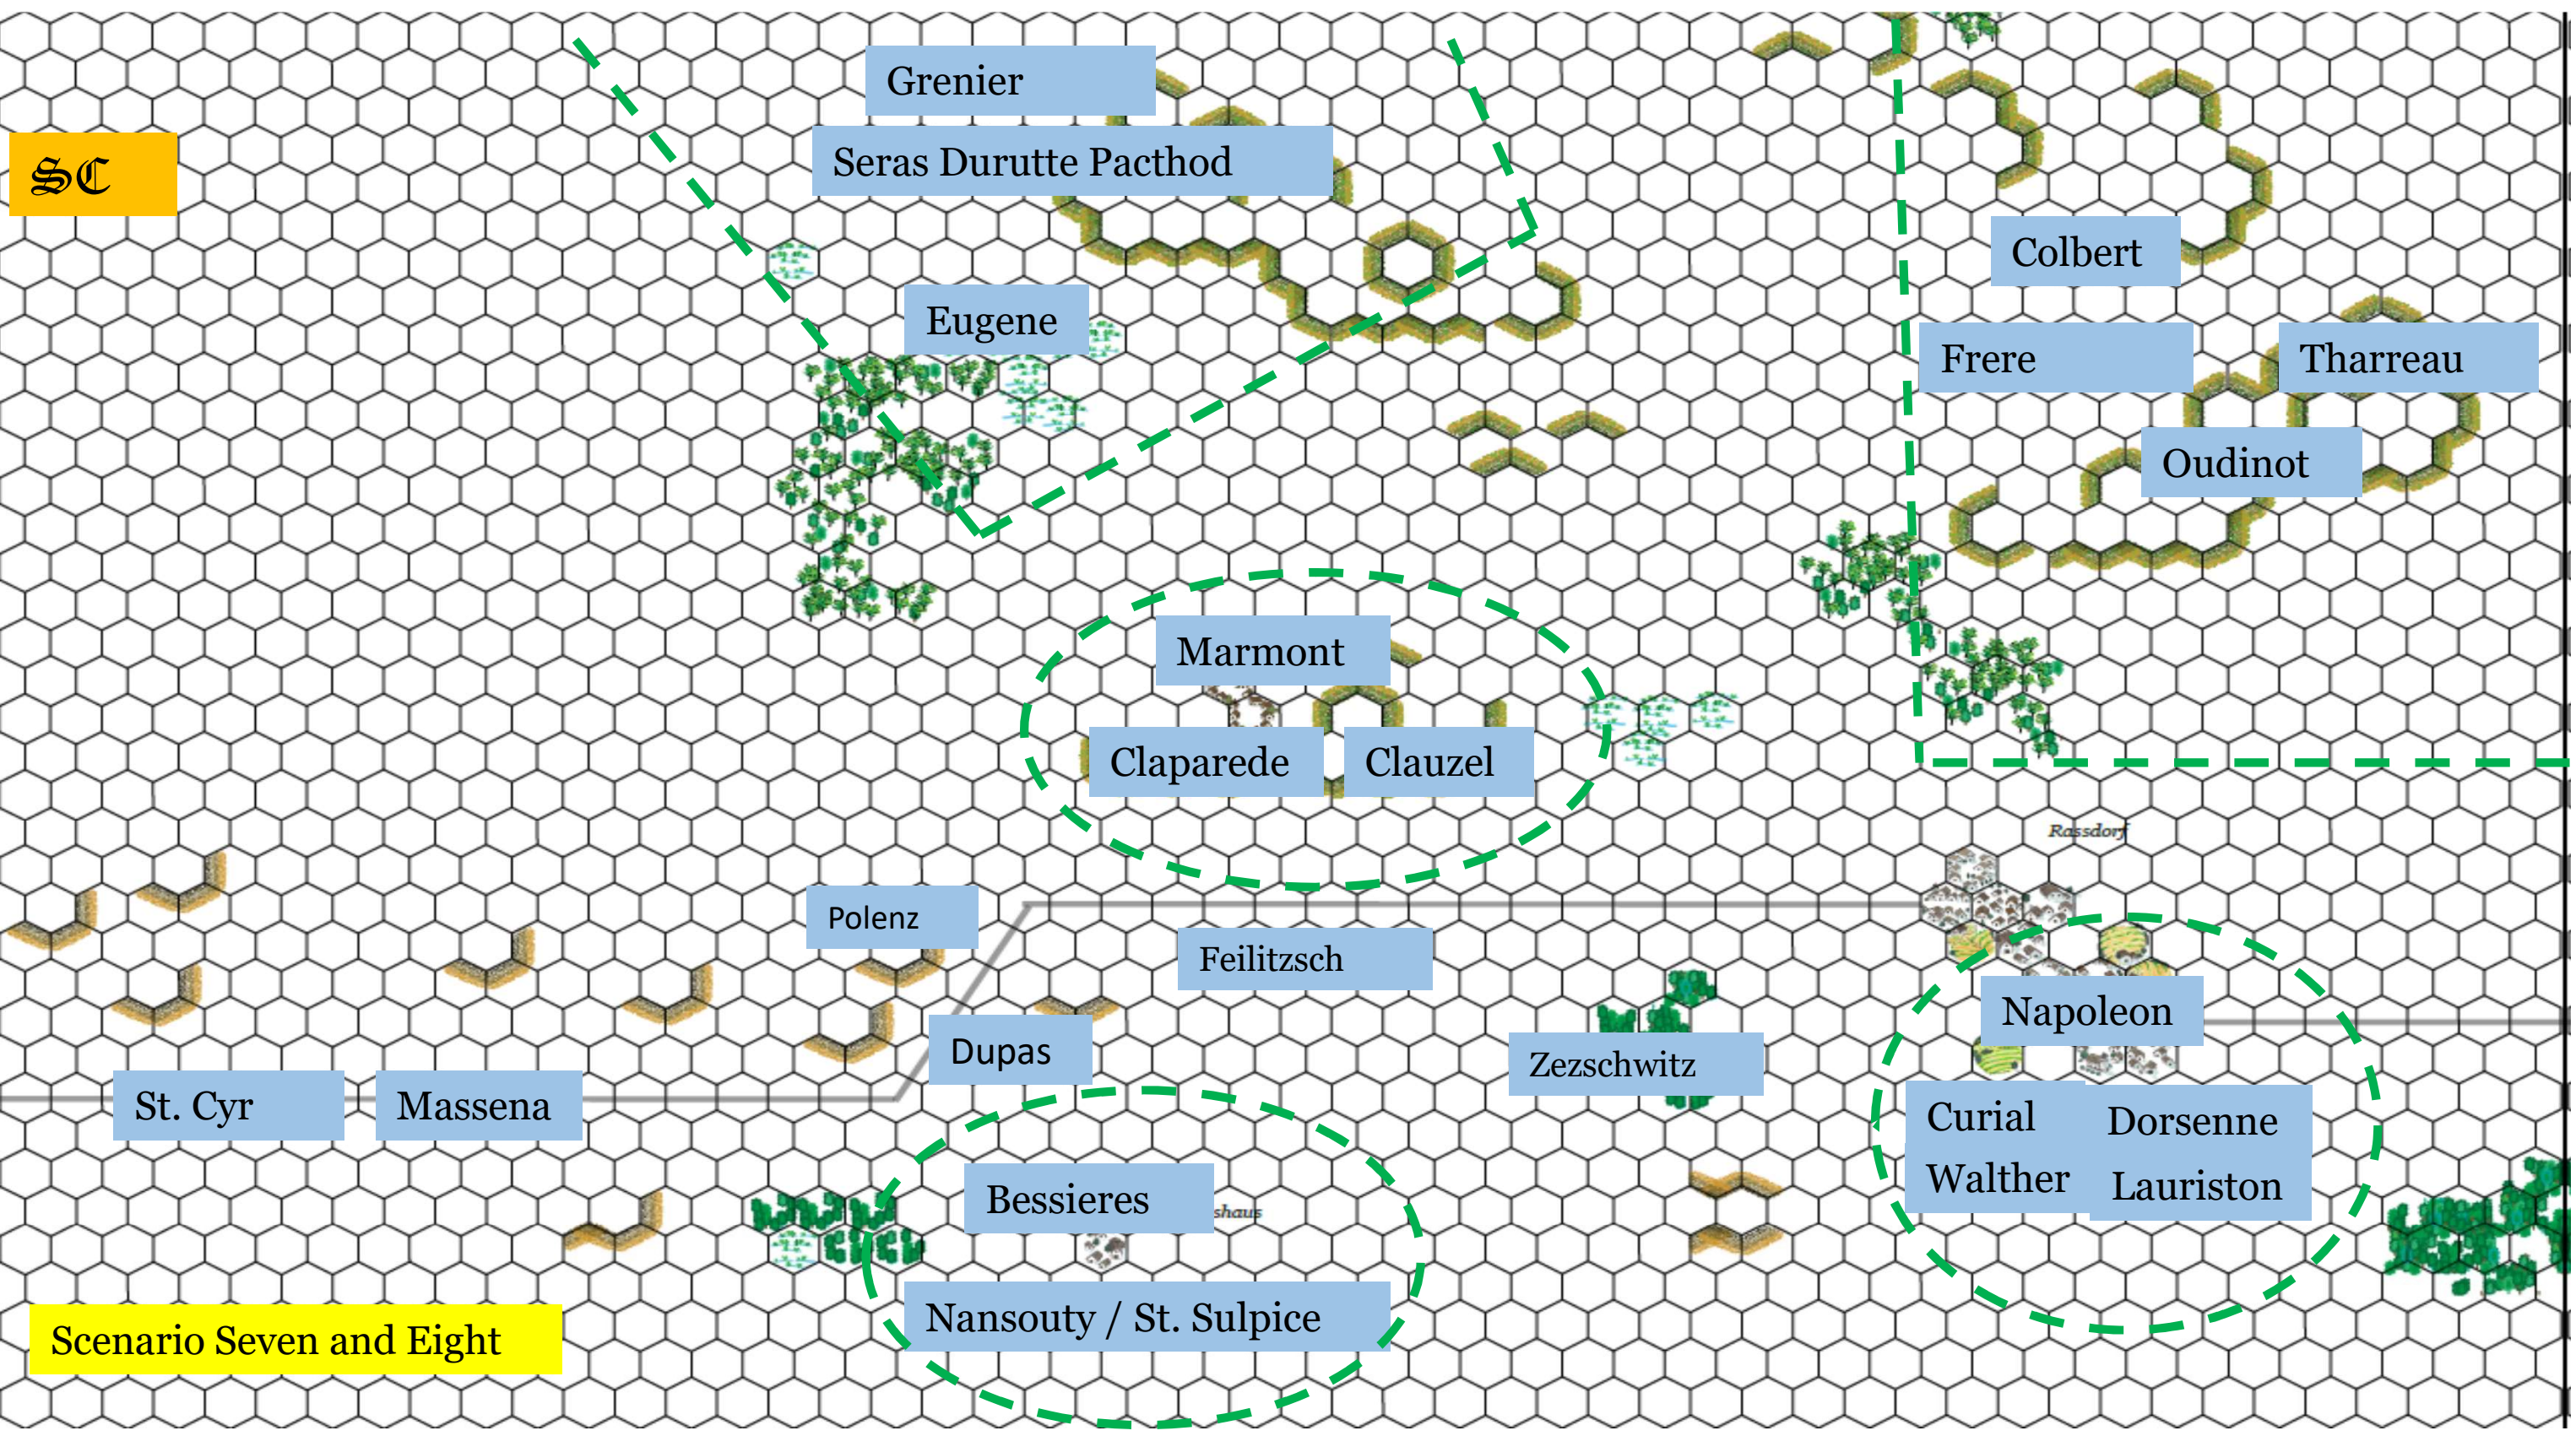 Grenier
SC
Seras Durutte Pacthod
Colbert
Eugene
Frere
Tharreau
Oudinot
Marmont
Claparede
Clauzel
Rassdorf
Polenz
Feilitzsch
Napoleon
Dupas
Zezschwitz
St. Cyr
Massena
Curial
Dorsenne
Walther
Lauriston
Bessieres
shaus
Nansouty / St. Sulpice
Scenario Seven and Eight